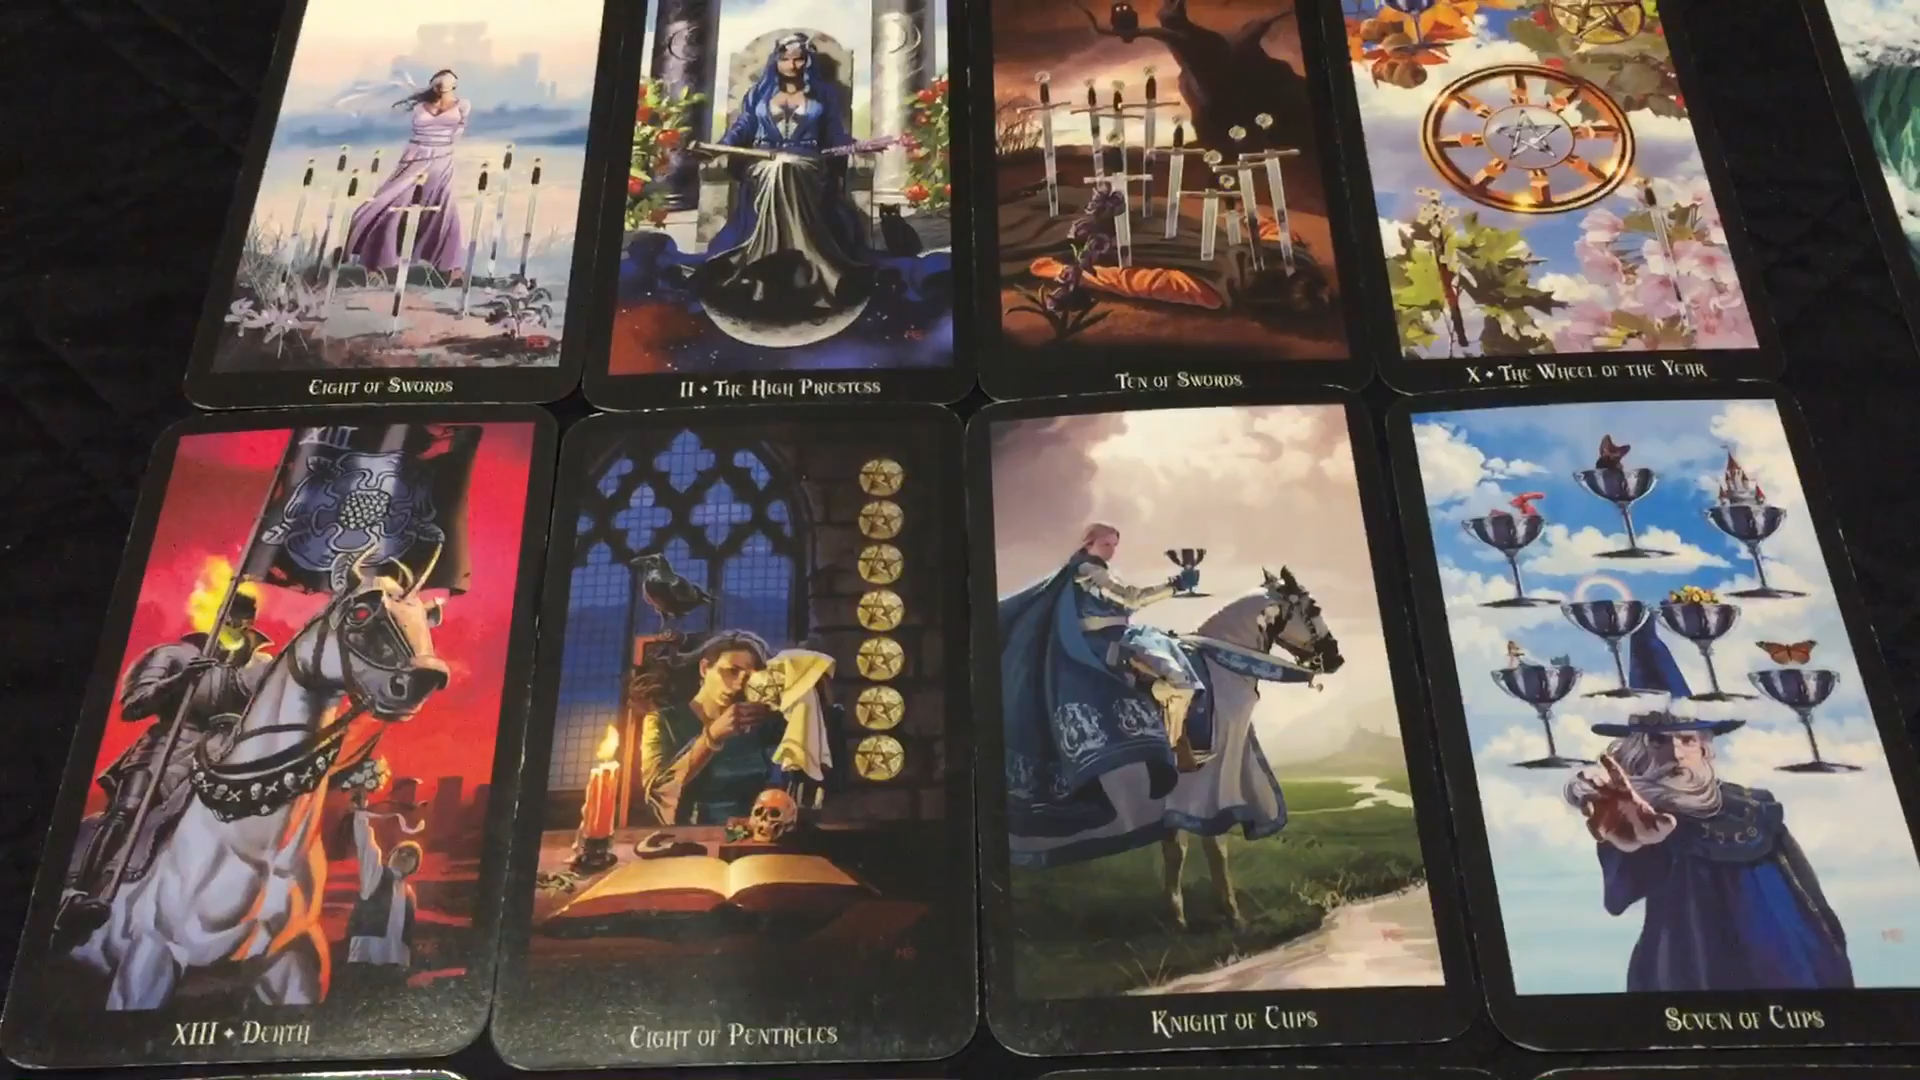 Eight of Swords
II • The High Priestess
Ten of Swords
X • The Wheel of the Year
XIII
XIII • Death
Eight of Pentacles
Knight of Cups
Seven of Cups